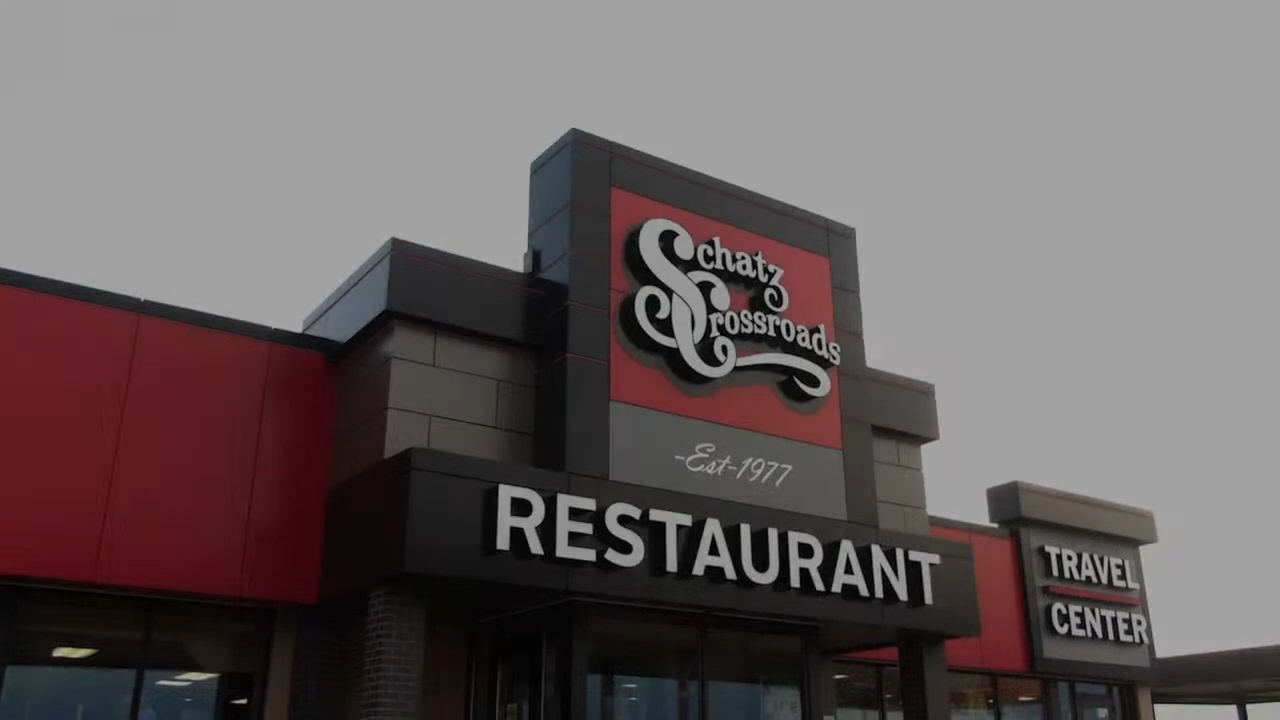 Schatz
Crossroads
-Est-1977
RESTAURANT
TRAVEL
CENTER